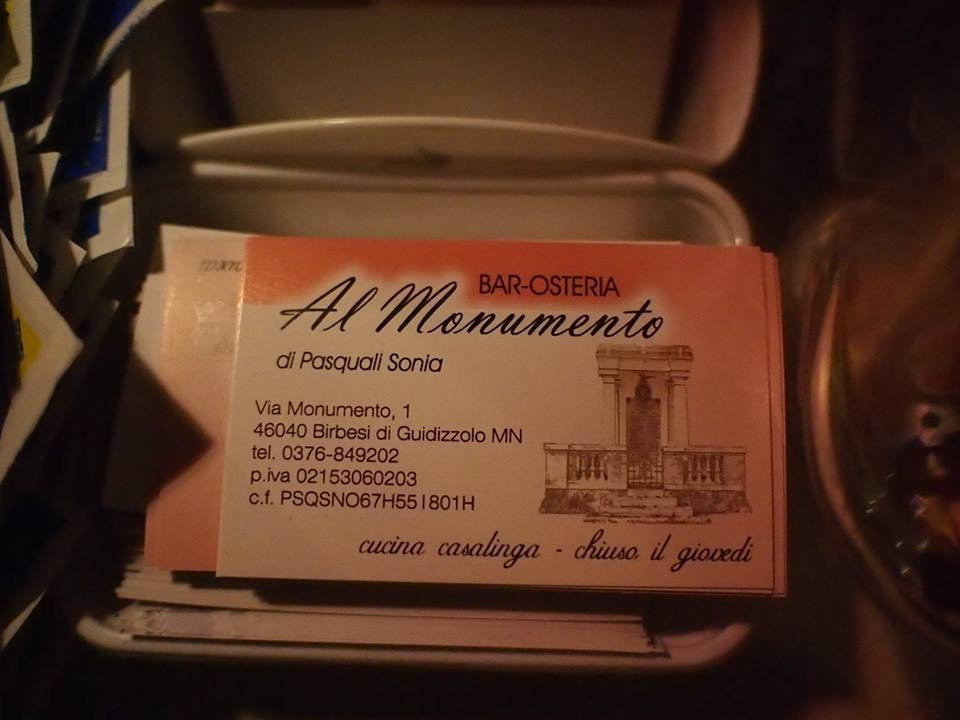 BAR-OSTERIA
Al Monumento
di Pasquali Sonia
Via Monumento, 1
46040 Birbesi di Guidizzolo MN
tel. 0376-849202
p.iva 02153060203
c.f. PSQSNO67H55I801H
cucina casalinga - chiuso il giovedì